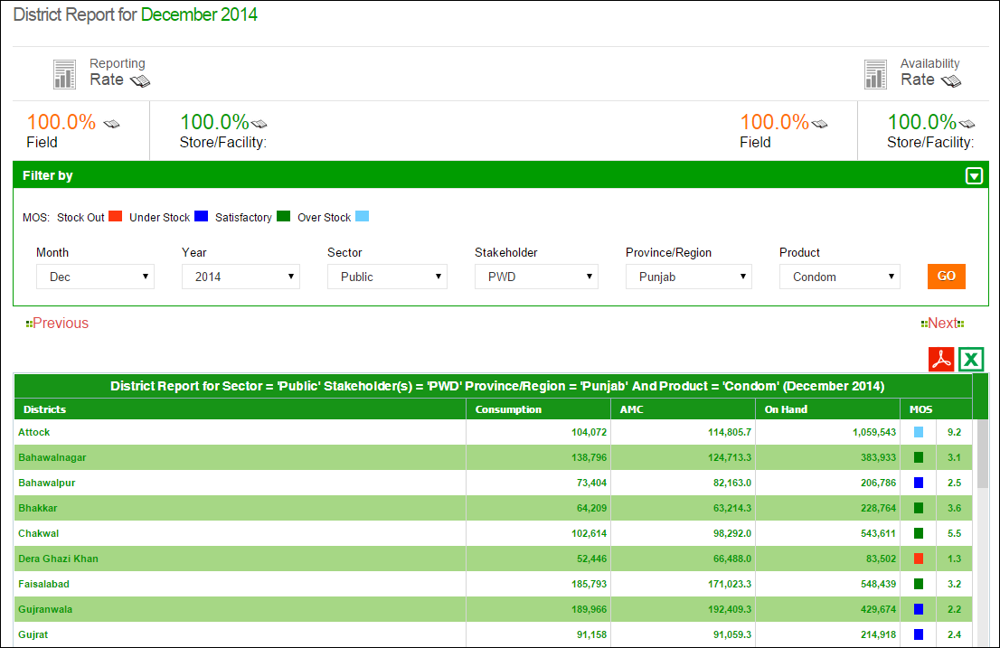 District Report for December 2014
Reporting
Rate
Availability
Rate
100.0%
Field
100.0%
Store/Facility:
100.0%
Field
100.0%
Store/Facility:
Filter by
MOS: Stock Out Under Stock Satisfactory Over Stock
Month Year Sector Stakeholder Province/Region Product
Dec 2014 Public PWD Punjab Condom GO
Previous Next
District Report for Sector = 'Public' Stakeholder(s) = 'PWD' Province/Region = 'Punjab' And Product = 'Condom' (December 2014)
Districts Consumption AMC On Hand MOS
Attock 104,072 114,805.7 1,059,543 9.2
Bahawalnagar 138,796 124,713.3 383,933 3.1
Bahawalpur 73,404 82,163.0 206,786 2.5
Bhakkar 64,209 63,214.3 228,764 3.6
Chakwal 102,614 98,292.0 543,611 5.5
Dera Ghazi Khan 52,446 66,488.0 83,502 1.3
Faisalabad 185,793 171,023.3 548,439 3.2
Gujranwala 189,966 192,409.3 429,674 2.2
Gujrat 91,158 91,059.3 214,918 2.4